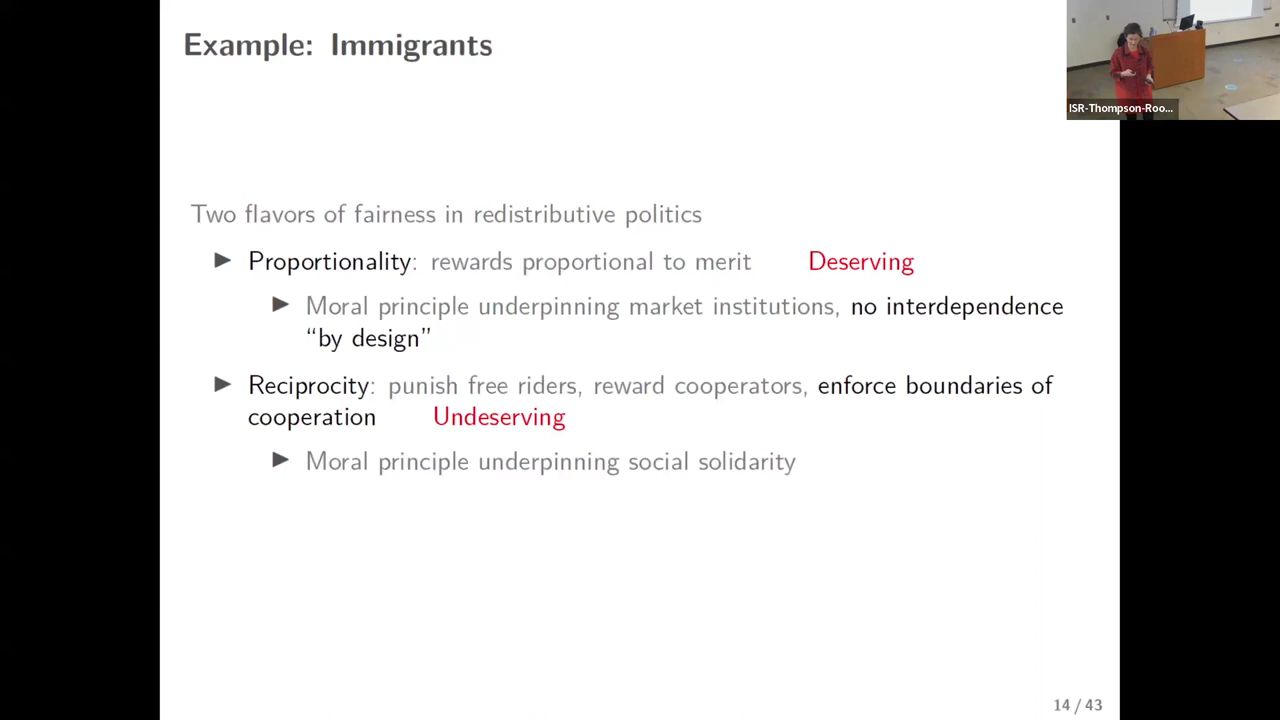 Example: Immigrants
ISR-Thompson-Roo...
Two flavors of fairness in redistributive politics
▶ Proportionality: rewards proportional to merit Deserving
▶ Moral principle underpinning market institutions, no interdependence
“by design”
▶ Reciprocity: punish free riders, reward cooperators, enforce boundaries of
cooperation Undeserving
▶ Moral principle underpinning social solidarity
14 / 43